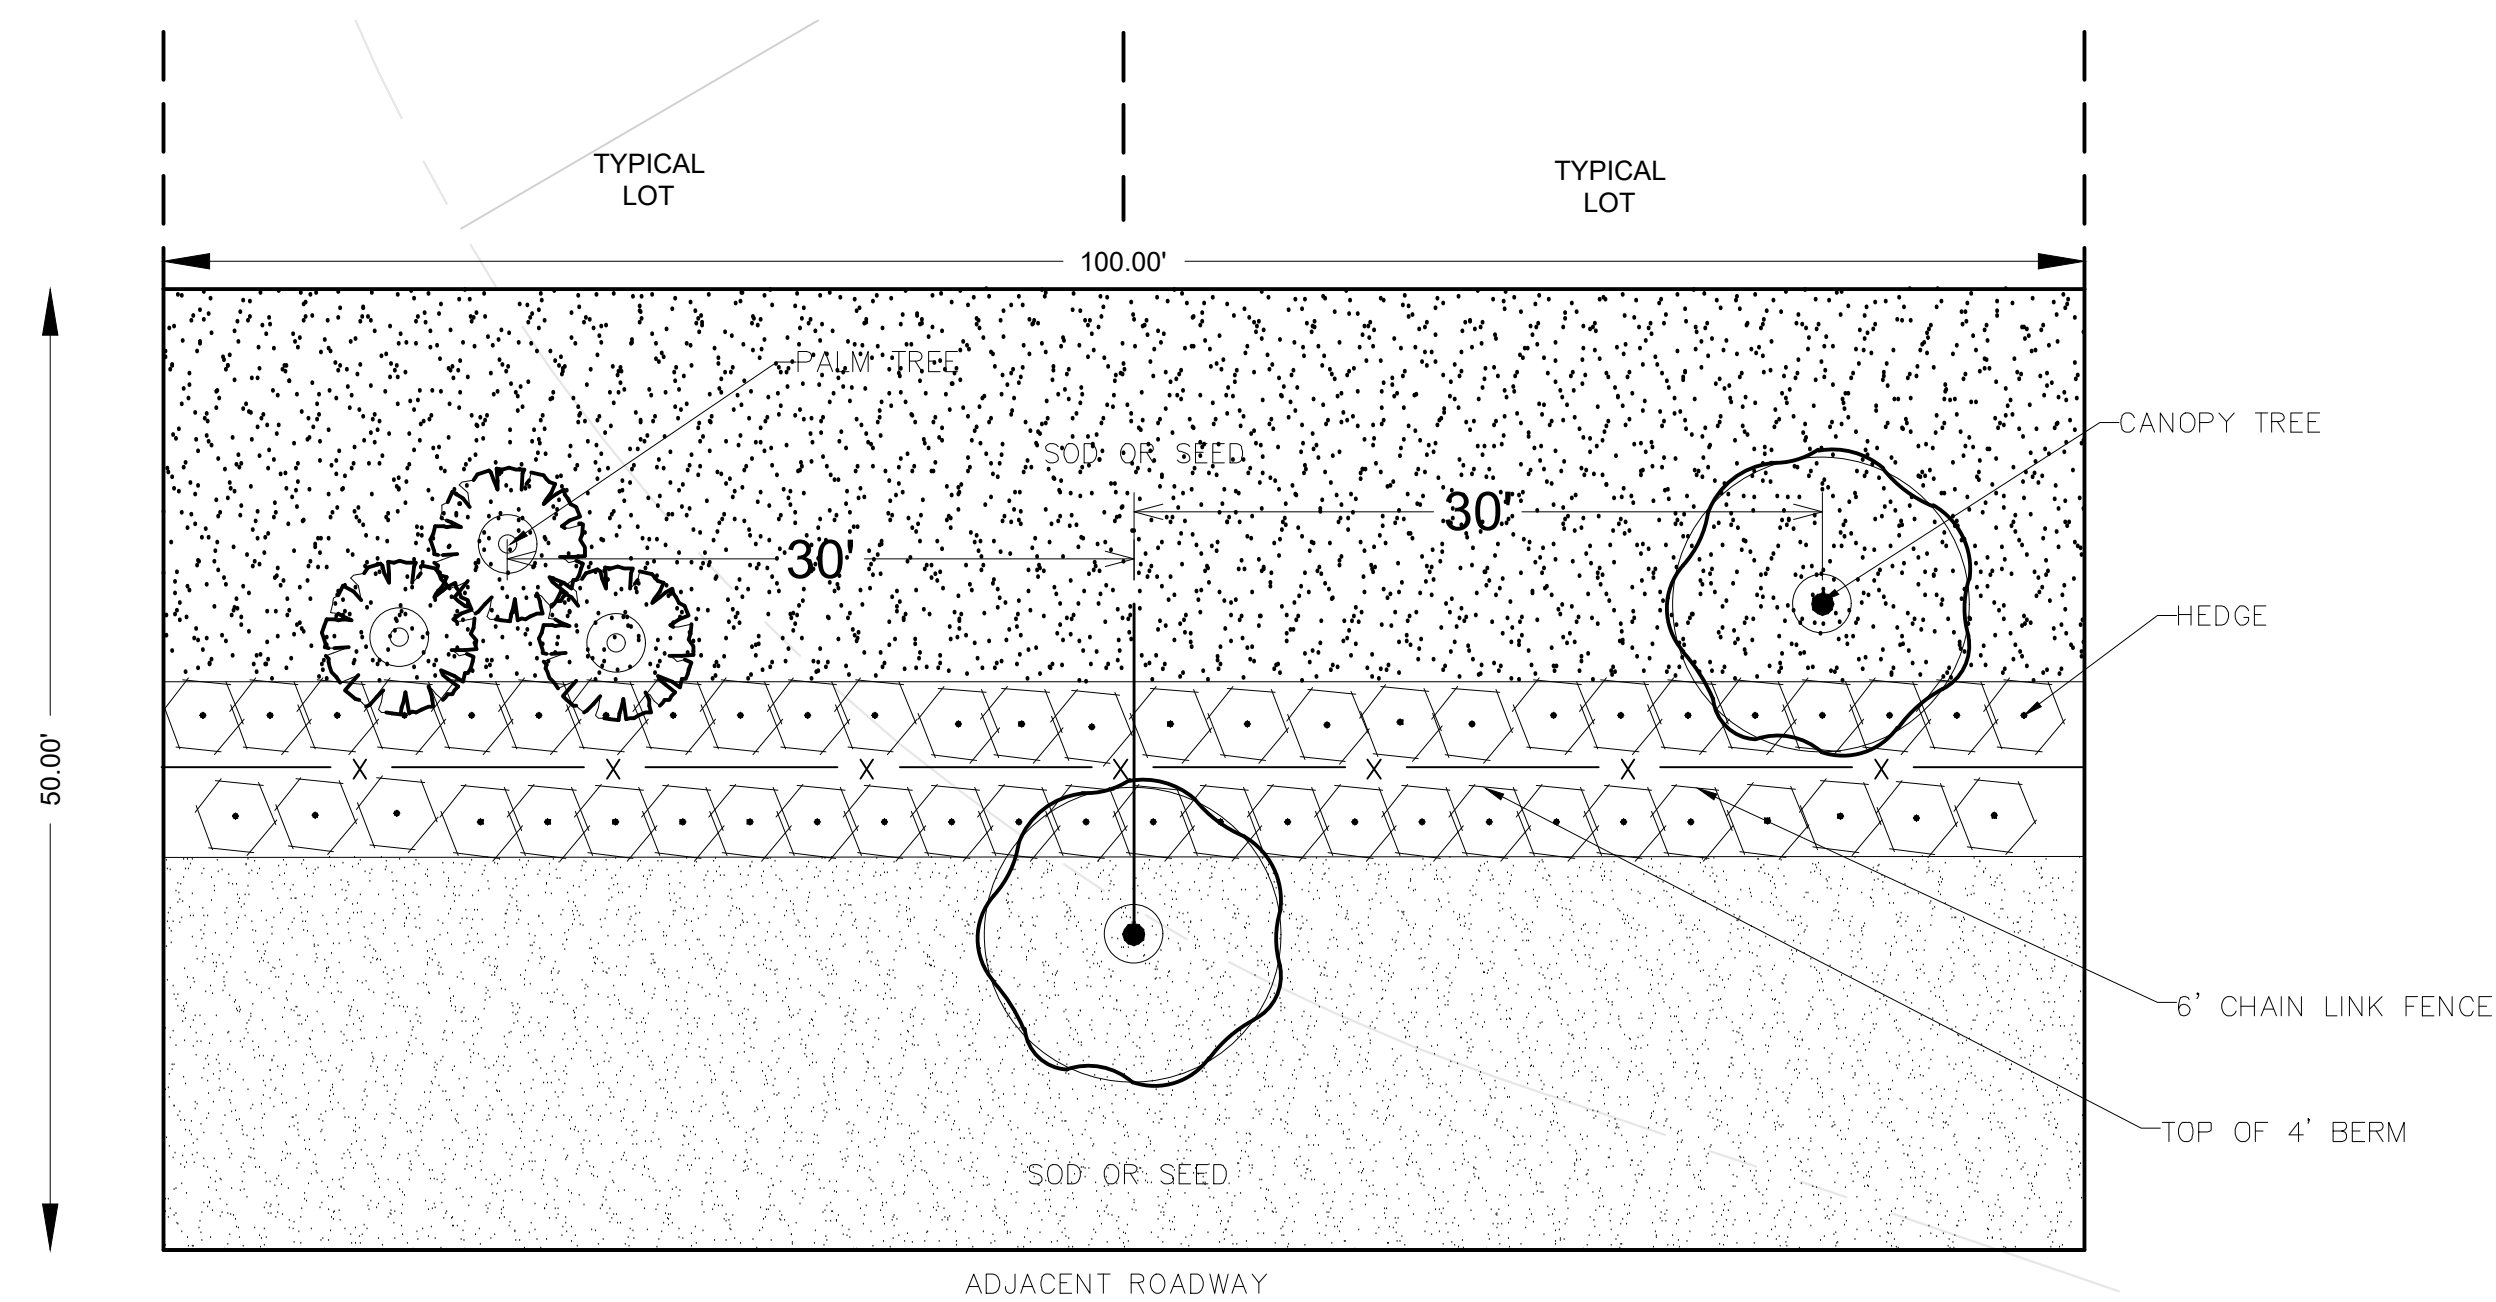 TYPICAL
LOT
TYPICAL
LOT
100.00'
PALM TREE
CANOPY TREE
SOD OR SEED
30'
30'
HEDGE
50.00'
X X X X X X X
6' CHAIN LINK FENCE
TOP OF 4' BERM
SOD OR SEED
ADJACENT ROADWAY